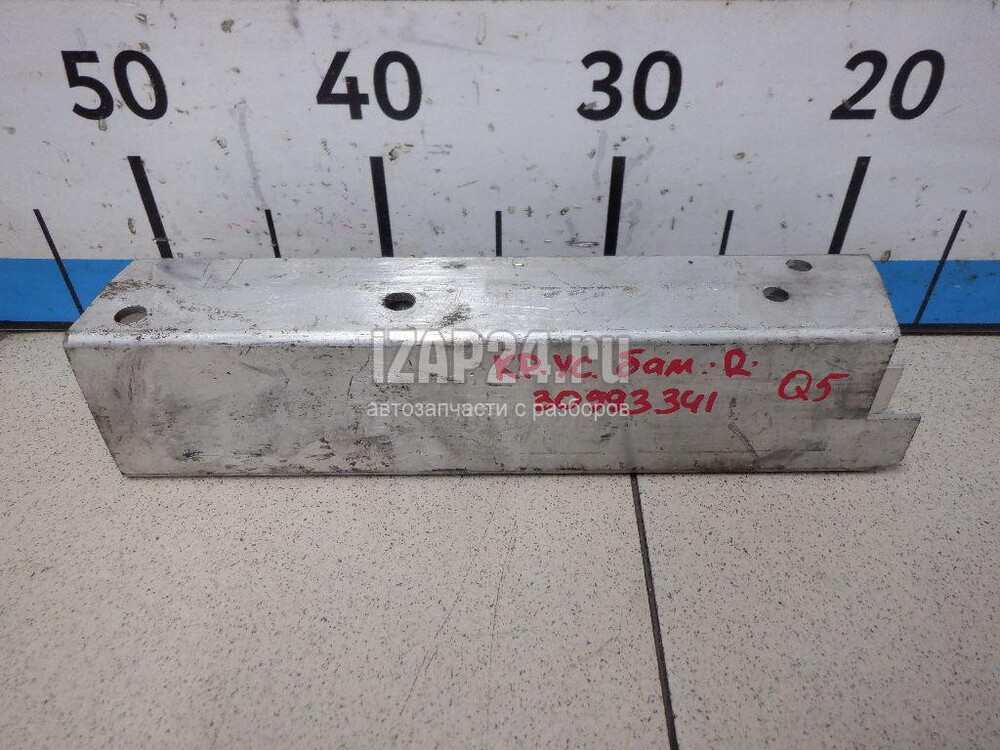 50 40 30 20
IZAP24.ru
автозапчасти с разборов
кр. ус. бам. R.
30993341
Q5